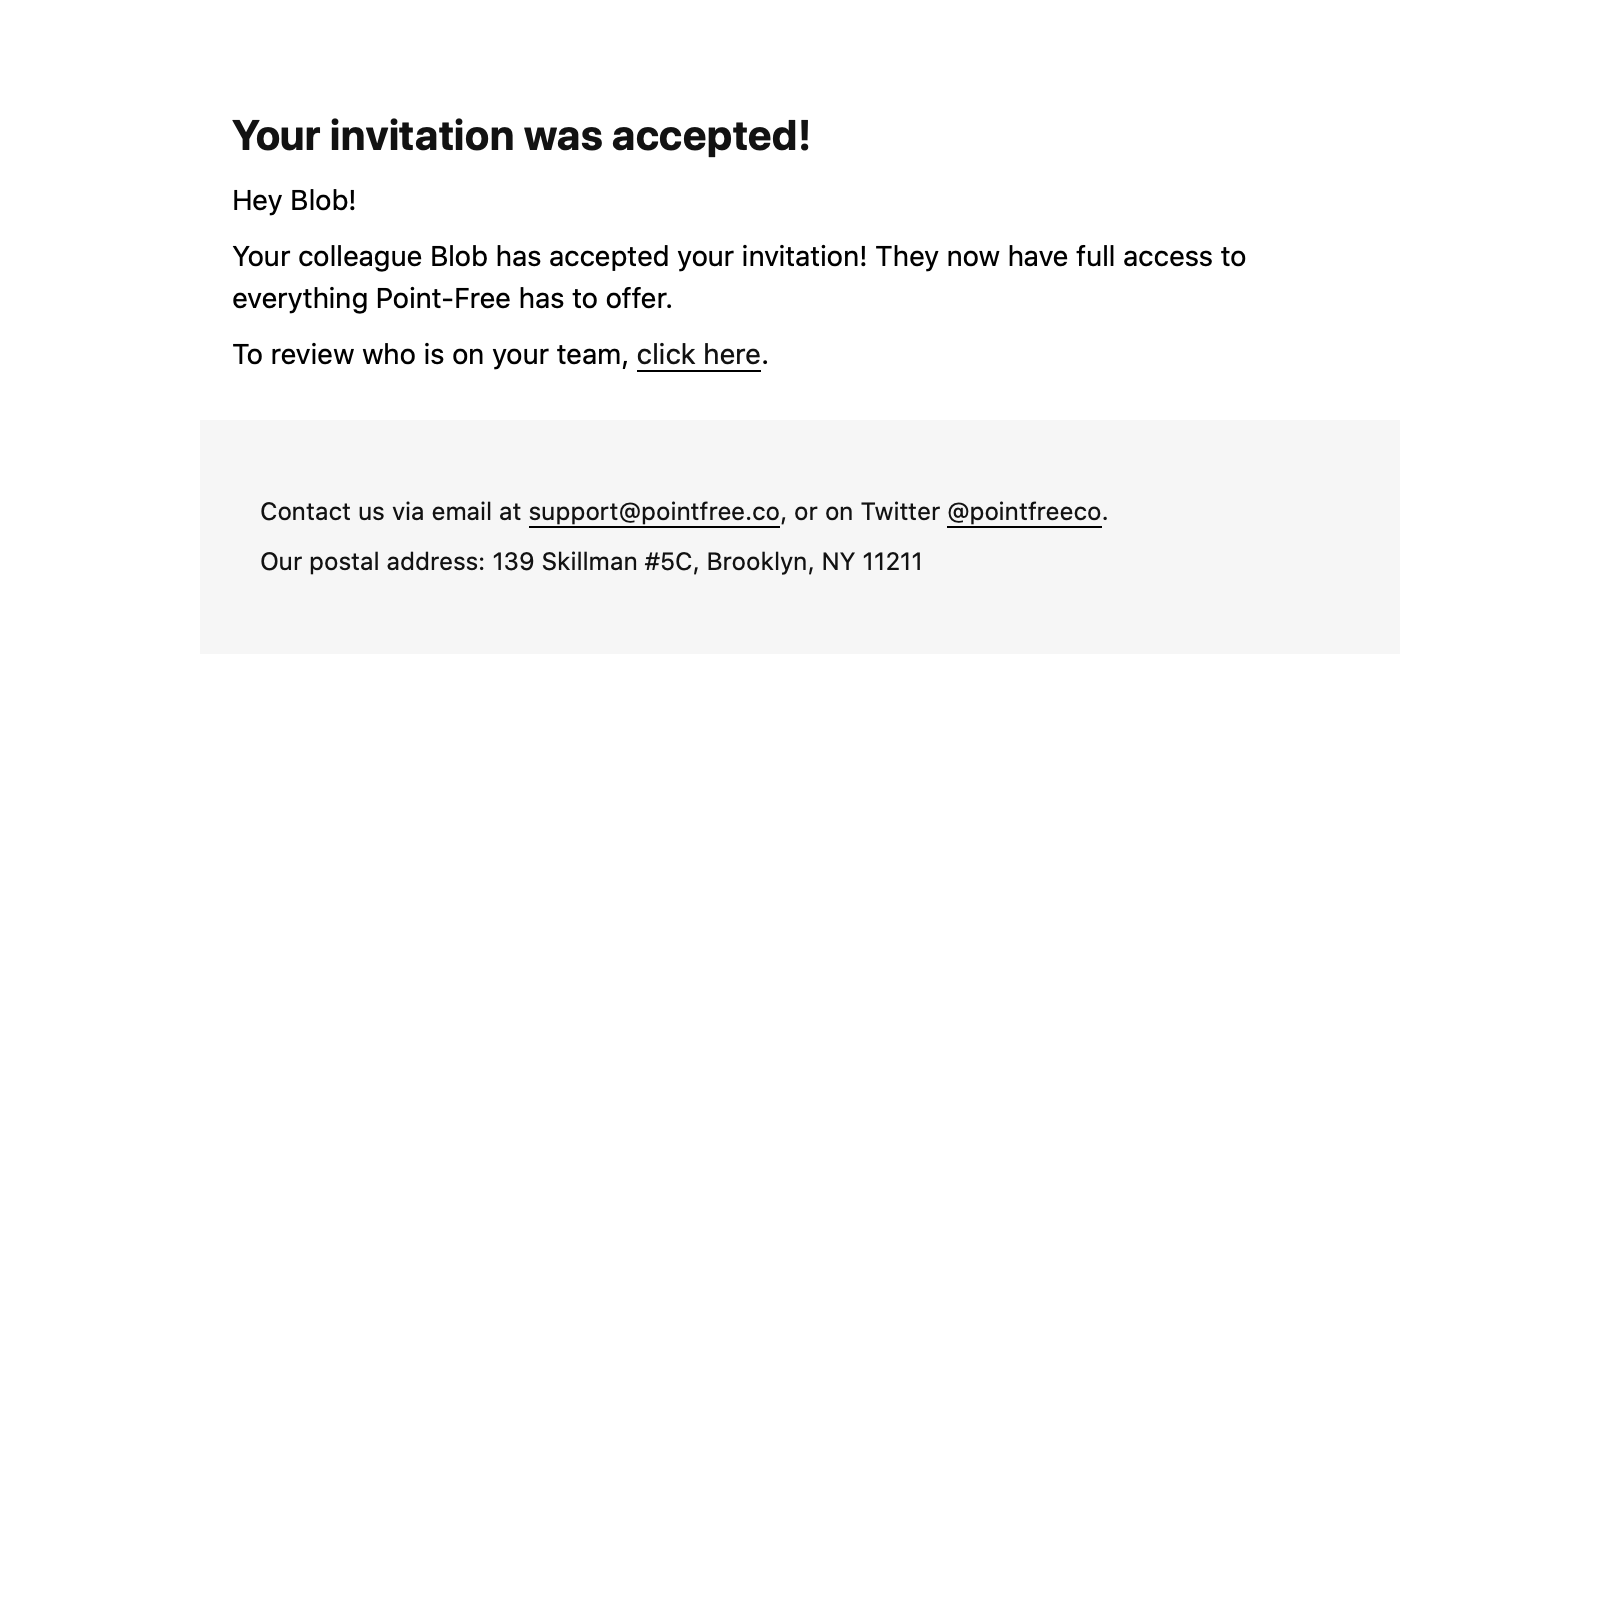 Your invitation was accepted!
Hey Blob!
Your colleague Blob has accepted your invitation! They now have full access to
everything Point-Free has to offer.
To review who is on your team, click here.
Contact us via email at support@pointfree.co, or on Twitter @pointfreeco.
Our postal address: 139 Skillman #5C, Brooklyn, NY 11211